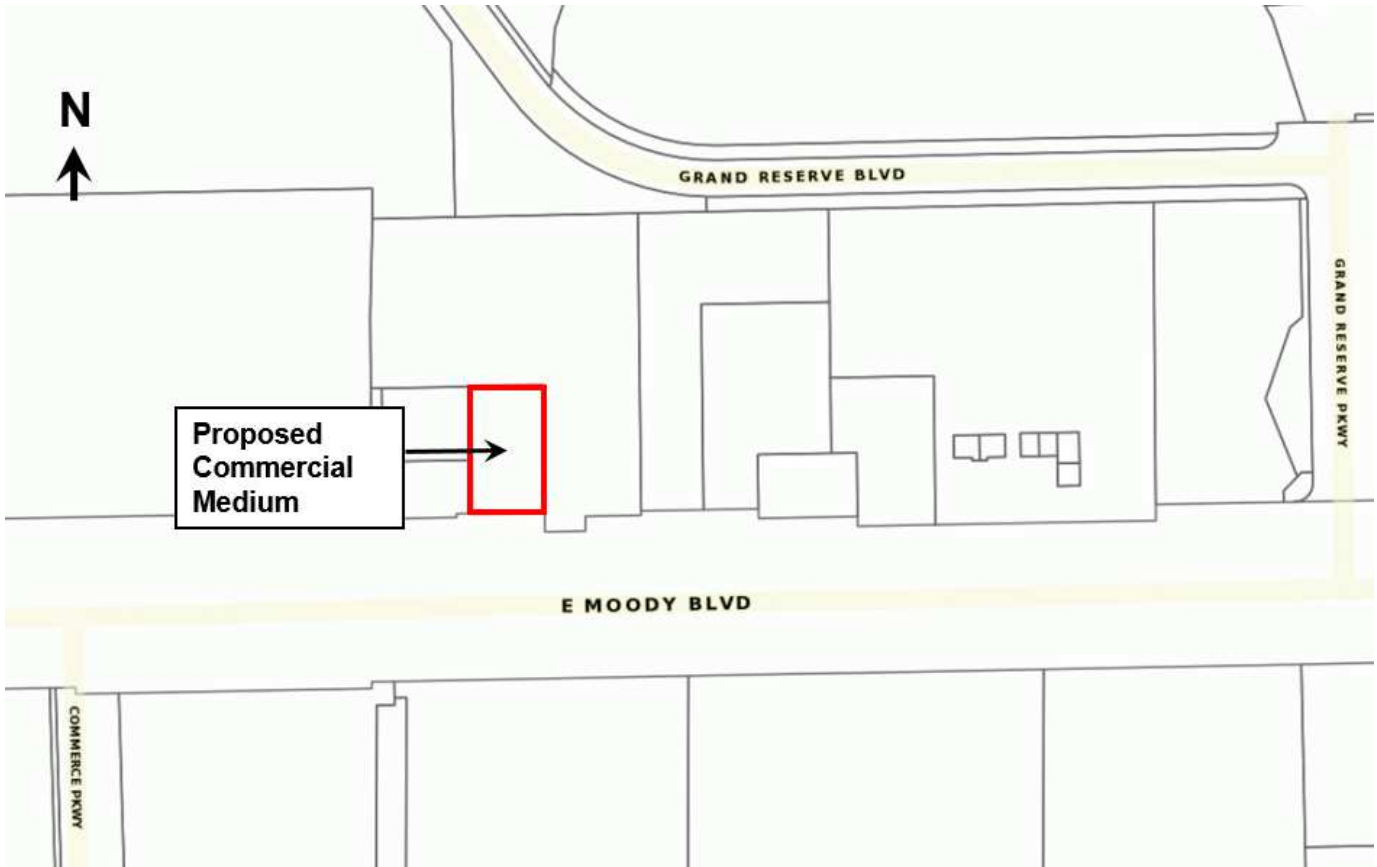 N
GRAND RESERVE BLVD
GRAND RESERVE PKWY
Proposed
Commercial
Medium
E MOODY BLVD
COMMERCE PKWY